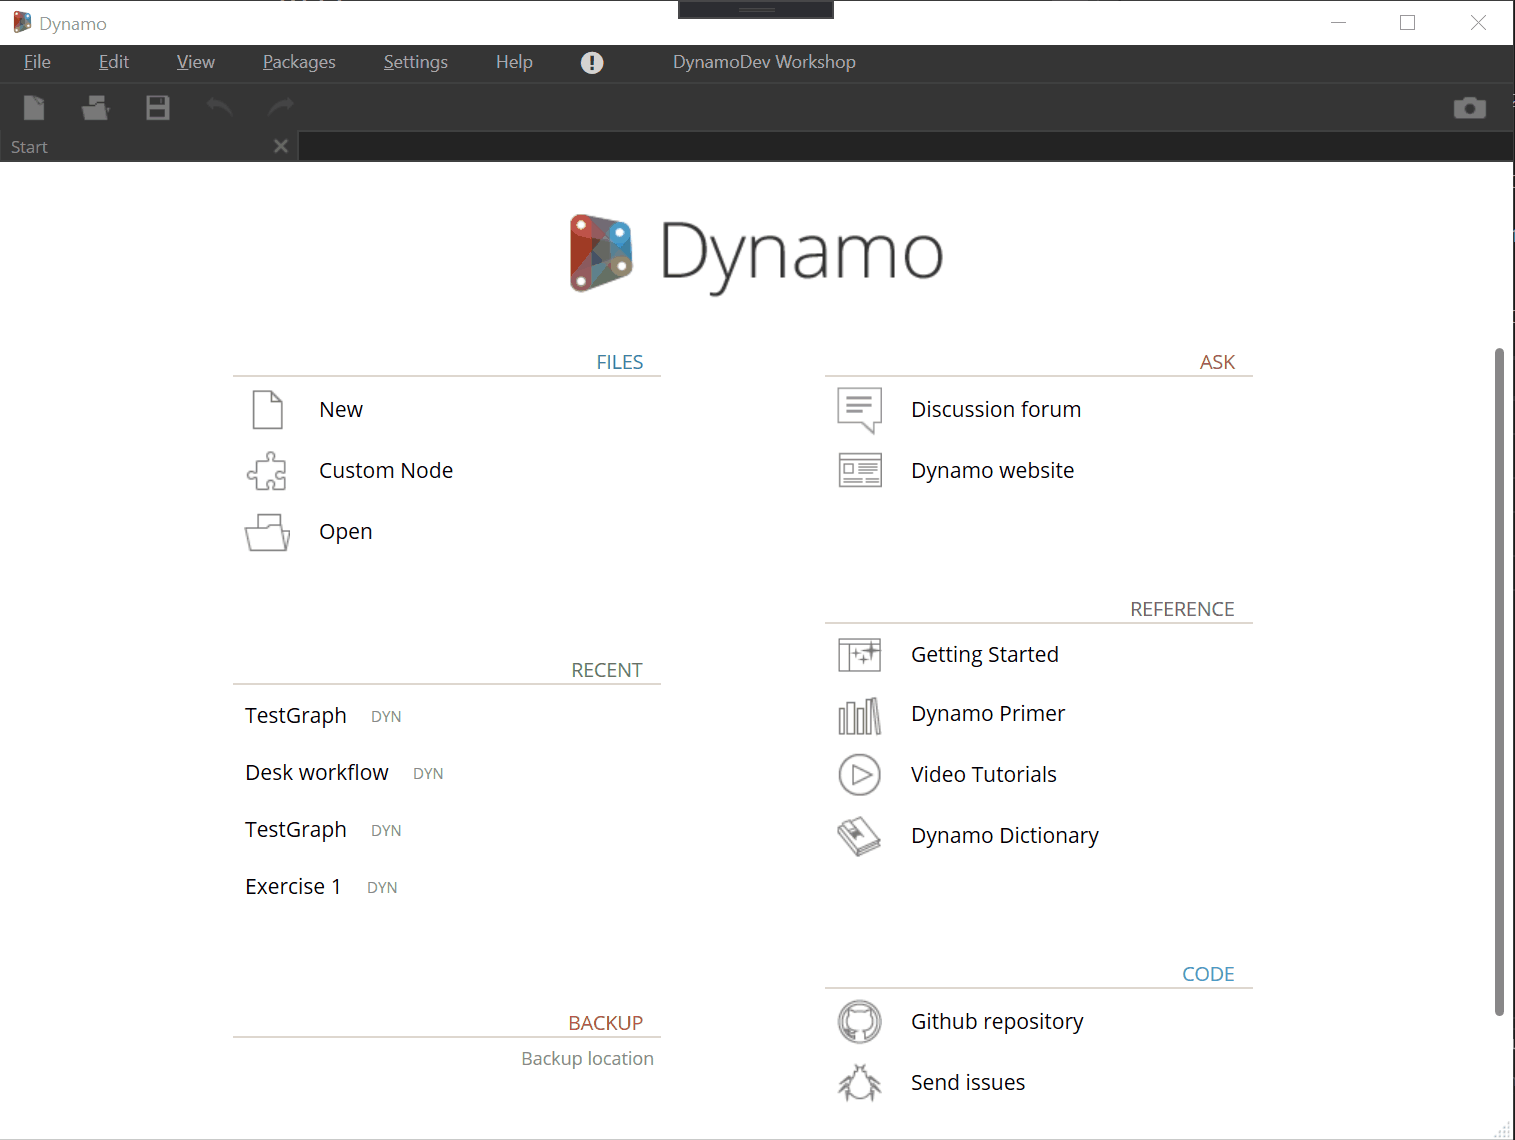 Dynamo
File Edit View Packages Settings Help ! DynamoDev Workshop
Start
Dynamo
FILES
New
Custom Node
Open
RECENT
TestGraph DYN
Desk workflow DYN
TestGraph DYN
Exercise 1 DYN
BACKUP
Backup location
ASK
Discussion forum
Dynamo website
REFERENCE
Getting Started
Dynamo Primer
Video Tutorials
Dynamo Dictionary
CODE
Github repository
Send issues